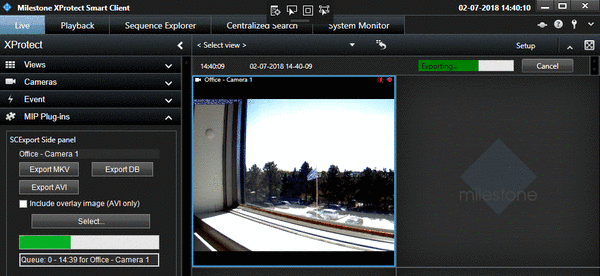 Milestone XProtect Smart Client
02-07-2018 14:40:10
Live
Playback
Sequence Explorer
Centralized Search
System Monitor
XProtect
< Select view >
Setup
Views
14:40:09
02-07-2018 14-40-09
Exporting...
Cancel
Cameras
Office - Camera 1
Event
MIP Plug-ins
SCExport Side panel
Office - Camera 1
Export MKV
Export DB
Export AVI
Include overlay image (AVI only)
Select...
Queue: 0 - 14:39 for Office - Camera 1
milestone